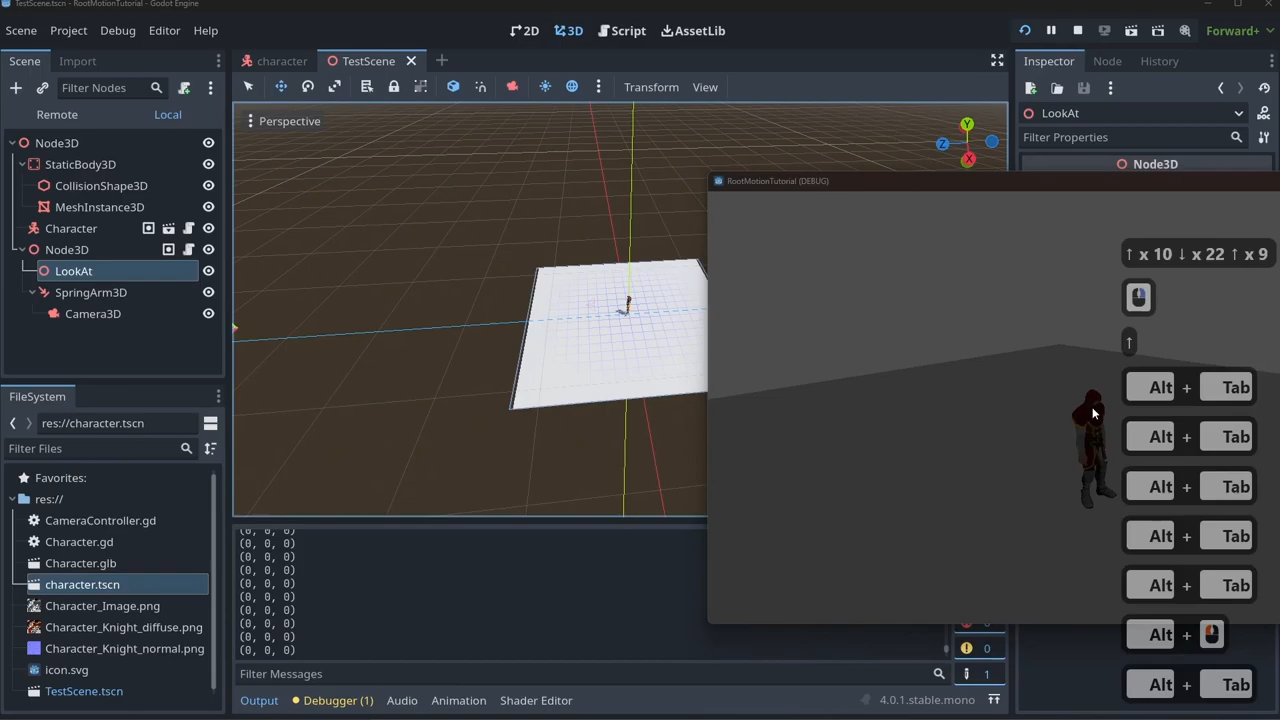 TestScene.tscn - RootMotionTutorial - Godot Engine
Scene Project Debug Editor Help
2D 3D Script AssetLib
Forward+
Scene Import
character TestScene
Inspector Node History
Filter Nodes
Transform View
Remote Local
LookAt
Perspective
Y
Z
X
Filter Properties
Node3D
Node3D
StaticBody3D
CollisionShape3D
MeshInstance3D
Character
Node3D
LookAt
SpringArm3D
Camera3D
RootMotionTutorial (DEBUG)
↑ x 10 ↓ x 22 ↑ x 9
↑
Alt + Tab
Alt + Tab
Alt + Tab
Alt + Tab
Alt + Tab
Alt +
Alt + Tab
FileSystem
res://character.tscn
Filter Files
Favorites:
res://
CameraController.gd
Character.gd
Character.glb
character.tscn
Character_Image.png
Character_Knight_diffuse.png
Character_Knight_normal.png
icon.svg
TestScene.tscn
(0, 0, 0)
(0, 0, 0)
(0, 0, 0)
(0, 0, 0)
(0, 0, 0)
(0, 0, 0)
(0, 0, 0)
(0, 0, 0)
(0, 0, 0)
(0, 0, 0)
0
1
Filter Messages
Output Debugger (1) Audio Animation Shader Editor
4.0.1.stable.mono